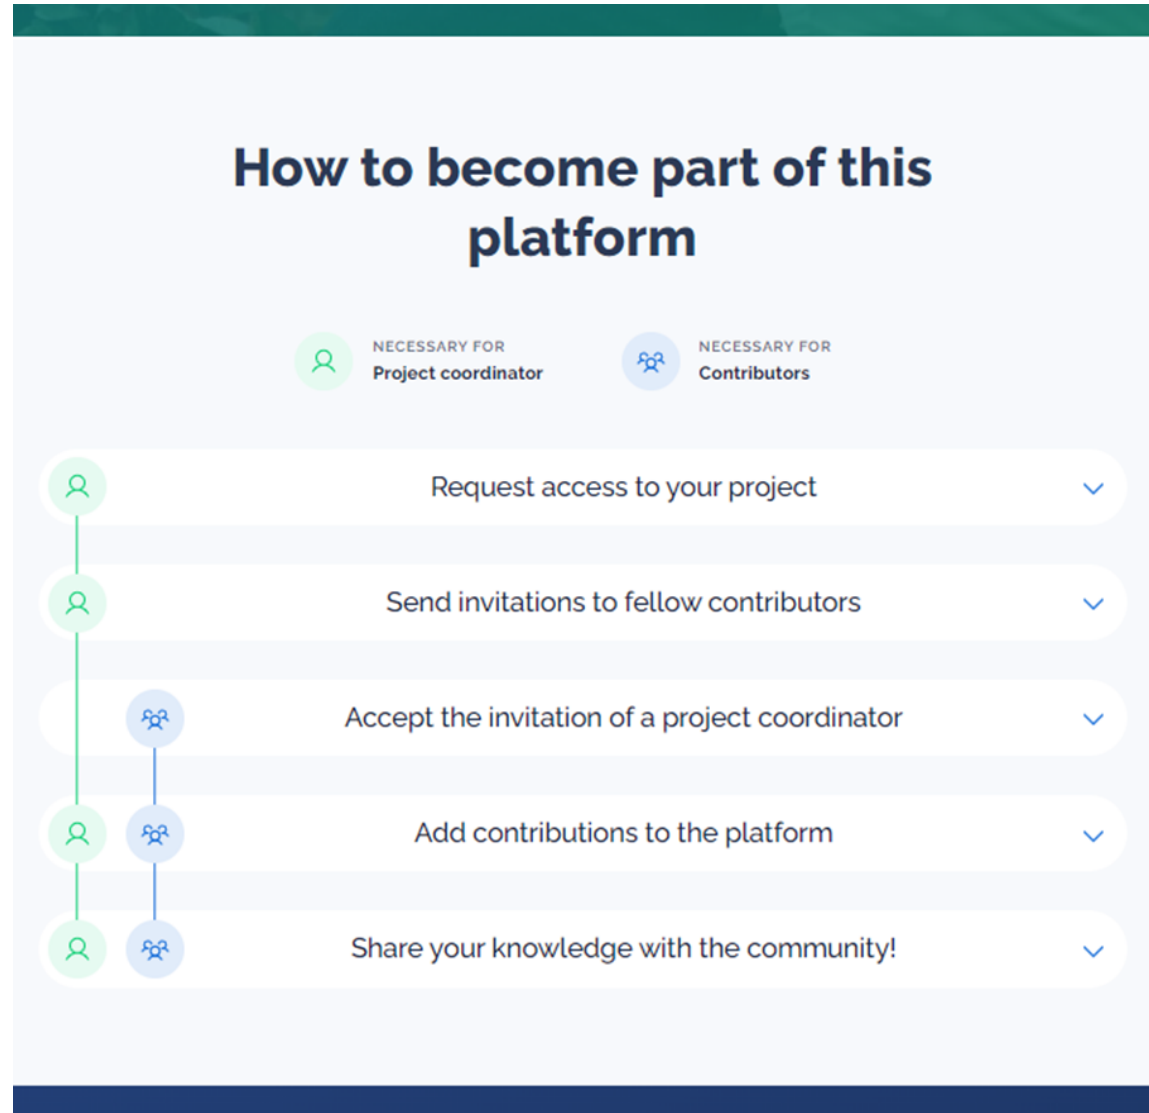 How to become part of this
platform
NECESSARY FOR
Project coordinator
NECESSARY FOR
Contributors
Request access to your project
Send invitations to fellow contributors
Accept the invitation of a project coordinator
Add contributions to the platform
Share your knowledge with the community!